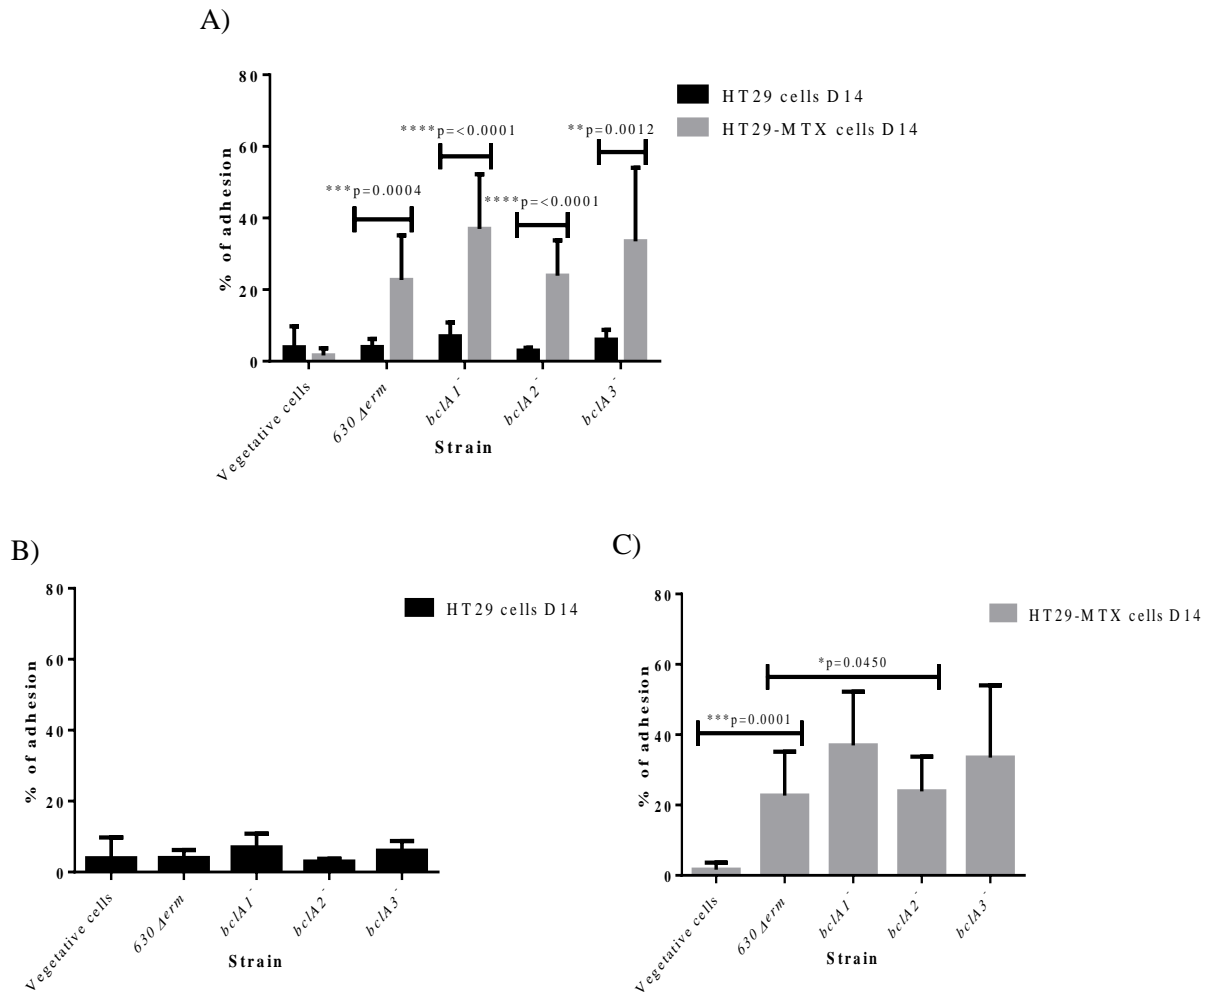 A)
HT29 cells D14
HT29-MTX cells D14
% of adhesion
80
60
40
20
0
***p=0.0004
****p=<0.0001
****p=<0.0001
**p=0.0012
Vegetative cells
630 Δerm
bclA1-
bclA2-
bclA3-
Strain
B)
HT29 cells D14
% of adhesion
80
60
40
20
0
Vegetative cells
630 Δerm
bclA1-
bclA2-
bclA3-
Strain
C)
HT29-MTX cells D14
% of adhesion
80
60
40
20
0
***p=0.0001
*p=0.0450
Vegetative cells
630 Δerm
bclA1-
bclA2-
bclA3-
Strain